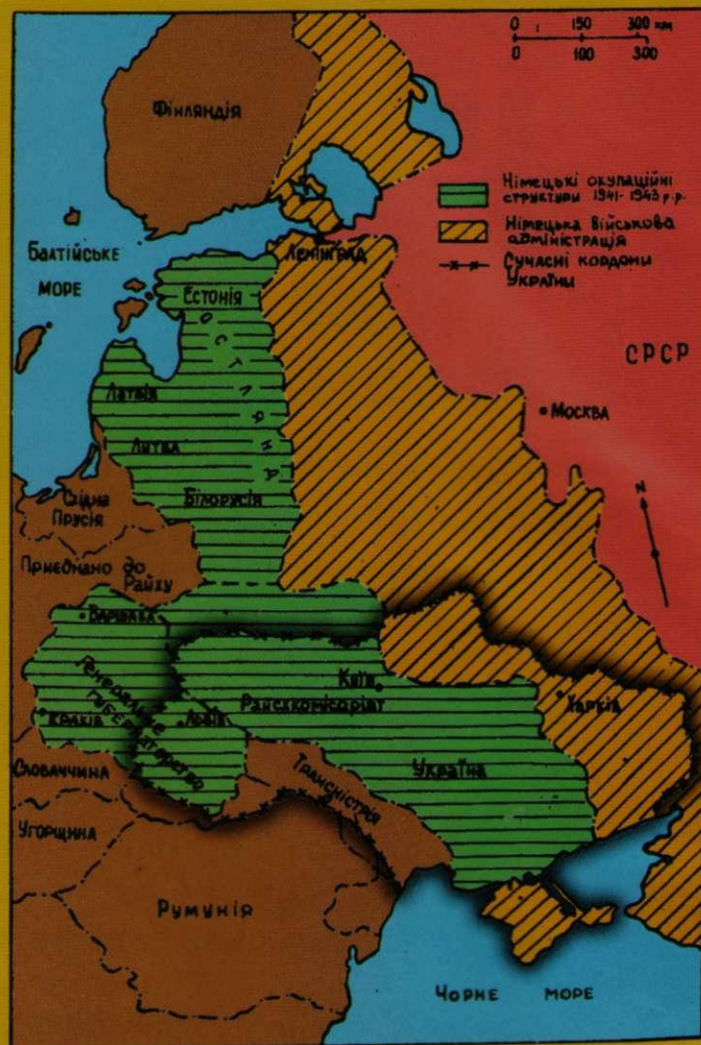 0 150 300 км
0 100 300
Фінляндія
Німецькі окупаційні
структури 1941-1943 р.р.
Німецька військова
адміністрація
Сучасні кордони
України
Балтійське
море
Ленінград
Естонія
Остлянд
СРСР
Латвія
Москва
Литва
Білорусія
Східна
Прусія
N
Приєднано до
Райху
Варшава
Генеральне
губернаторство
Київ
Харків
Краків
Львів
Райхскомісаріат
Україна
Словаччина
Трансністрія
Угорщина
Румунія
Чорне море